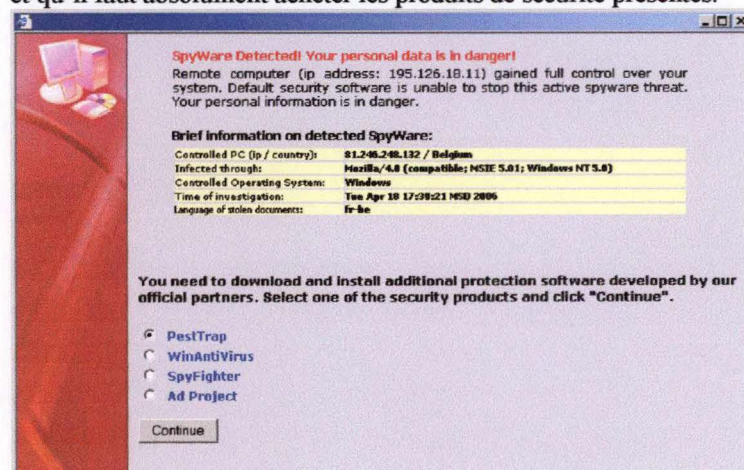 et qu'il faut absolument acheter les produits de sécurité présentés.
SpyWare Detected! Your personal data is in danger!
Remote computer (ip address: 195.126.18.11) gained full control over your
system. Default security software is unable to stop this active spyware threat.
Your personal information is in danger.
Brief information on detected SpyWare:
Controlled PC (ip / country): 81.246.248.132 / Belgium
Infected through: Mozilla/4.0 (compatible; MSIE 5.01; Windows NT 5.0)
Controlled Operating System: Windows
Time of investigation: Tue Apr 18 17:39:21 MSD 2006
Language of stolen documents: fr-be
You need to download and install additional protection software developed by our
official partners. Select one of the security products and click "Continue".
PestTrap
WinAntiVirus
SpyFighter
Ad Project
Continue